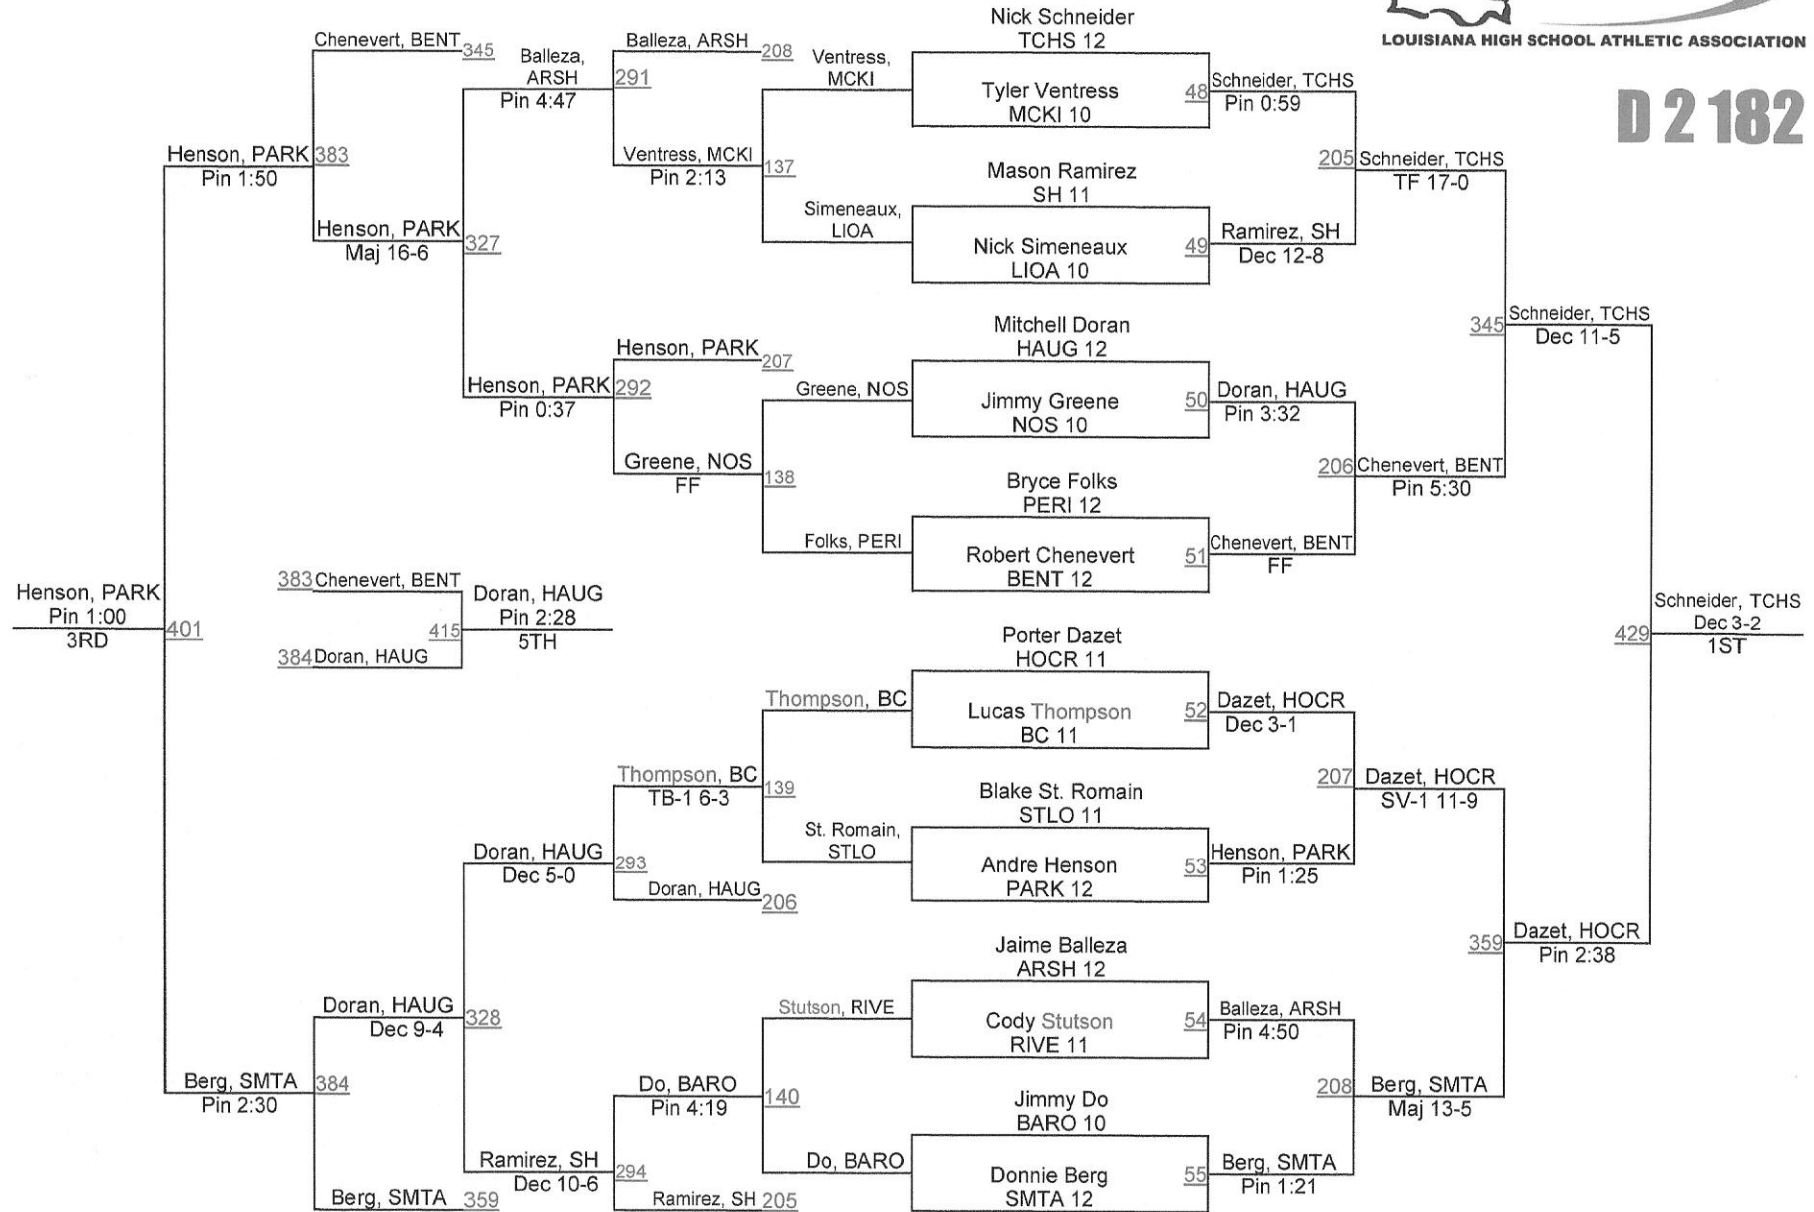 LOUISIANA HIGH SCHOOL ATHLETIC ASSOCIATION
D 2 182
Nick Schneider
TCHS 12
Tyler Ventress
MCKI 10
48
Mason Ramirez
SH 11
Nick Simeneaux
LIOA 10
49
Mitchell Doran
HAUG 12
Jimmy Greene
NOS 10
50
Bryce Folks
PERI 12
Robert Chenevert
BENT 12
51
Porter Dazet
HOCR 11
Lucas Thompson
BC 11
52
Blake St. Romain
STLO 11
Andre Henson
PARK 12
53
Jaime Balleza
ARSH 12
Cody Stutson
RIVE 11
54
Jimmy Do
BARO 10
Donnie Berg
SMTA 12
55
Schneider, TCHS
Pin 0:59
205
Ramirez, SH
Dec 12-8
Doran, HAUG
Pin 3:32
206
Chenevert, BENT
FF
Dazet, HOCR
Dec 3-1
207
Henson, PARK
Pin 1:25
Balleza, ARSH
Pin 4:50
208
Berg, SMTA
Pin 1:21
Schneider, TCHS
TF 17-0
345
Chenevert, BENT
Pin 5:30
Dazet, HOCR
SV-1 11-9
359
Berg, SMTA
Maj 13-5
Schneider, TCHS
Dec 11-5
429
Dazet, HOCR
Pin 2:38
Schneider, TCHS
Dec 3-2
1ST
Ventress,
MCKI
137
Simeneaux,
LIOA
Greene, NOS
138
Folks, PERI
Thompson, BC
139
St. Romain,
STLO
Stutson, RIVE
140
Do, BARO
Balleza, ARSH
208
291
Ventress, MCKI
Pin 2:13
Henson, PARK
207
292
Greene, NOS
FF
Thompson, BC
TB-1 6-3
293
Doran, HAUG
206
Do, BARO
Pin 4:19
294
Ramirez, SH
205
Balleza,
ARSH
Pin 4:47
327
Henson, PARK
Pin 0:37
Doran, HAUG
Dec 5-0
328
Ramirez, SH
Dec 10-6
Chenevert, BENT
345
383
Henson, PARK
Maj 16-6
Doran, HAUG
Dec 9-4
384
Berg, SMTA
359
Henson, PARK
Pin 1:50
401
Berg, SMTA
Pin 2:30
Henson, PARK
Pin 1:00
3RD
383 Chenevert, BENT
415
384 Doran, HAUG
Doran, HAUG
Pin 2:28
5TH